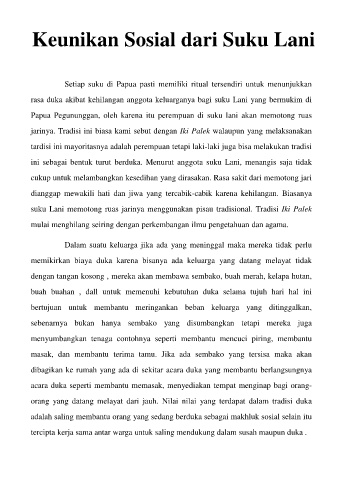 Keunikan Sosial dari Suku Lani
Setiap suku di Papua pasti memiliki ritual tersendiri untuk menunjukkan
rasa duka akibat kehilangan anggota keluarganya bagi suku Lani yang bermukim di
Papua Pegunungan, oleh karena itu perempuan di suku lani akan memotong ruas
jarinya. Tradisi ini biasa kami sebut dengan Iki Palek walaupun yang melaksanakan
tardisi ini mayoritasnya adalah perempuan tetapi laki-laki juga bisa melakukan tradisi
ini sebagai bentuk turut berduka. Menurut anggota suku Lani, menangis saja tidak
cukup untuk melambangkan kesedihan yang dirasakan. Rasa sakit dari memotong jari
dianggap mewakili hati dan jiwa yang tercabik-cabik karena kehilangan. Biasanya
suku Lani memotong ruas jarinya menggunakan pisau tradisional. Tradisi Iki Palek
mulai menghilang seiring dengan perkembangan ilmu pengetahuan dan agama.
Dalam suatu keluarga jika ada yang meninggal maka mereka tidak perlu
memikirkan biaya duka karena bisanya ada keluarga yang datang melayat tidak
dengan tangan kosong , mereka akan membawa sembako, buah merah, kelapa hutan,
buah buahan , dall untuk memenuhi kebutuhan duka selama tujuh hari hal ini
bertujuan untuk membantu meringankan beban keluarga yang ditinggalkan,
sebenarnya bukan hanya sembako yang disumbangkan tetapi mereka juga
menyumbangkan tenaga contohnya seperti membantu mencuci piring, membantu
masak, dan membantu terima tamu. Jika ada sembako yang tersisa maka akan
dibagikan ke rumah yang ada di sekitar acara duka yang membantu berlangsungnya
acara duka seperti membantu memasak, menyediakan tempat menginap bagi orang-
orang yang datang melayat dari jauh. Nilai nilai yang terdapat dalam tradisi duka
adalah saling membantu orang yang sedang berduka sebagai makhluk sosial selain itu
tercipta kerja sama antar warga untuk saling mendukung dalam susah maupun duka .